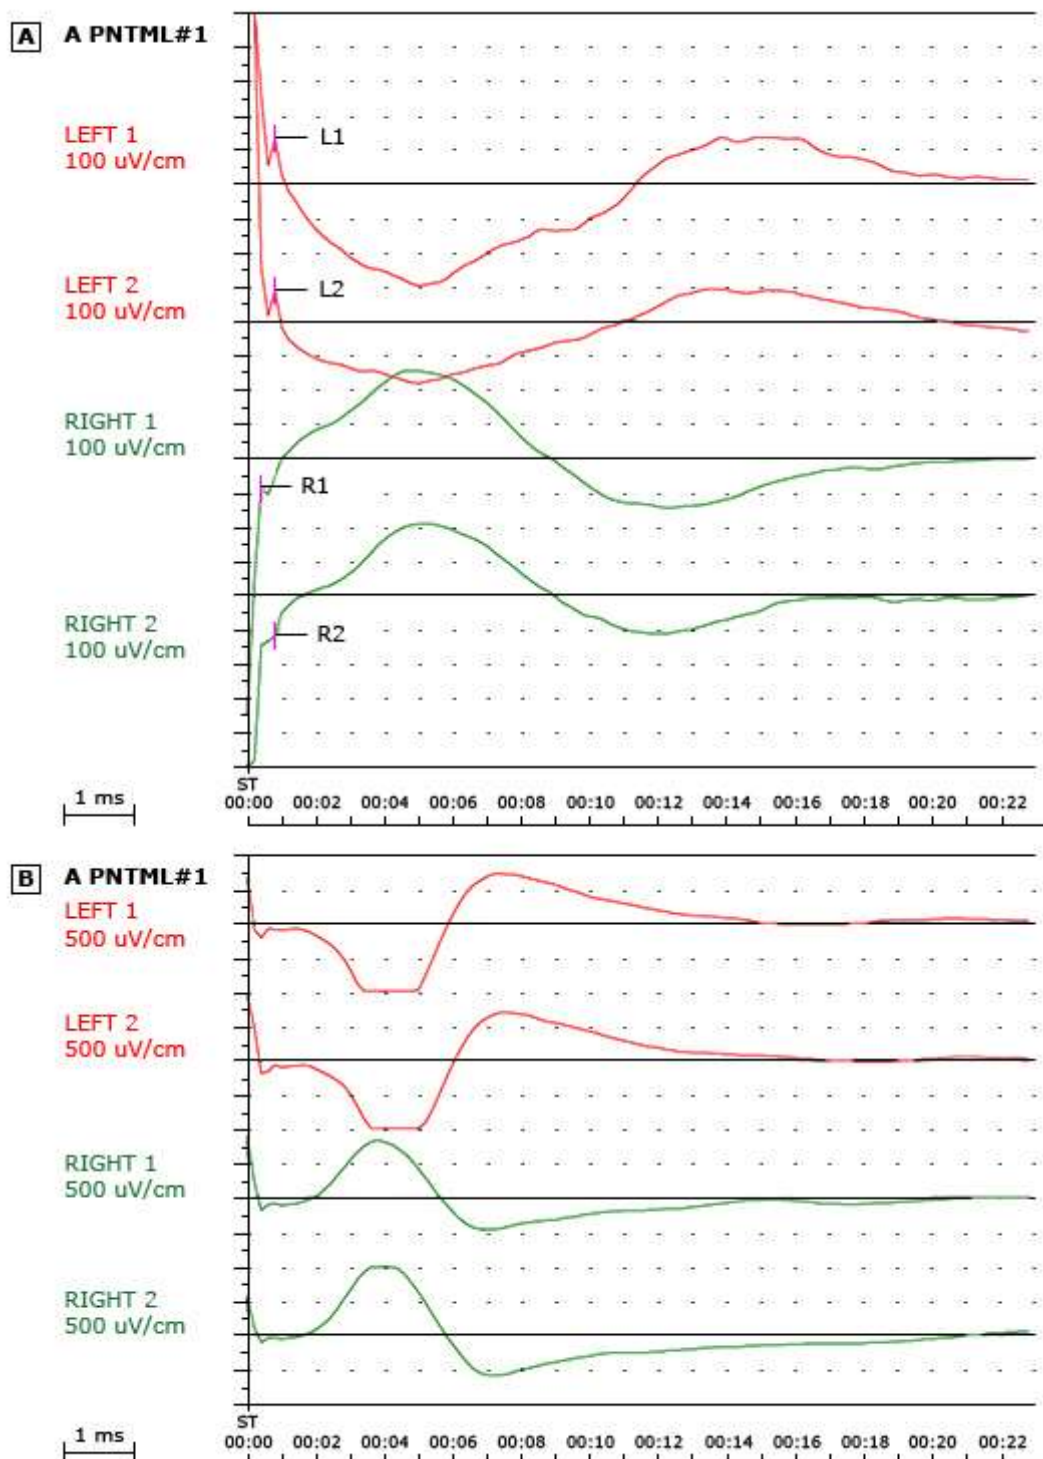 A A PNTML#1
LEFT 1
100 uV/cm
L1
LEFT 2
100 uV/cm
L2
RIGHT 1
100 uV/cm
R1
RIGHT 2
100 uV/cm
R2
1 ms
ST
00:00 00:02 00:04 00:06 00:08 00:10 00:12 00:14 00:16 00:18 00:20 00:22
B A PNTML#1
LEFT 1
500 uV/cm
LEFT 2
500 uV/cm
RIGHT 1
500 uV/cm
RIGHT 2
500 uV/cm
1 ms
ST
00:00 00:02 00:04 00:06 00:08 00:10 00:12 00:14 00:16 00:18 00:20 00:22